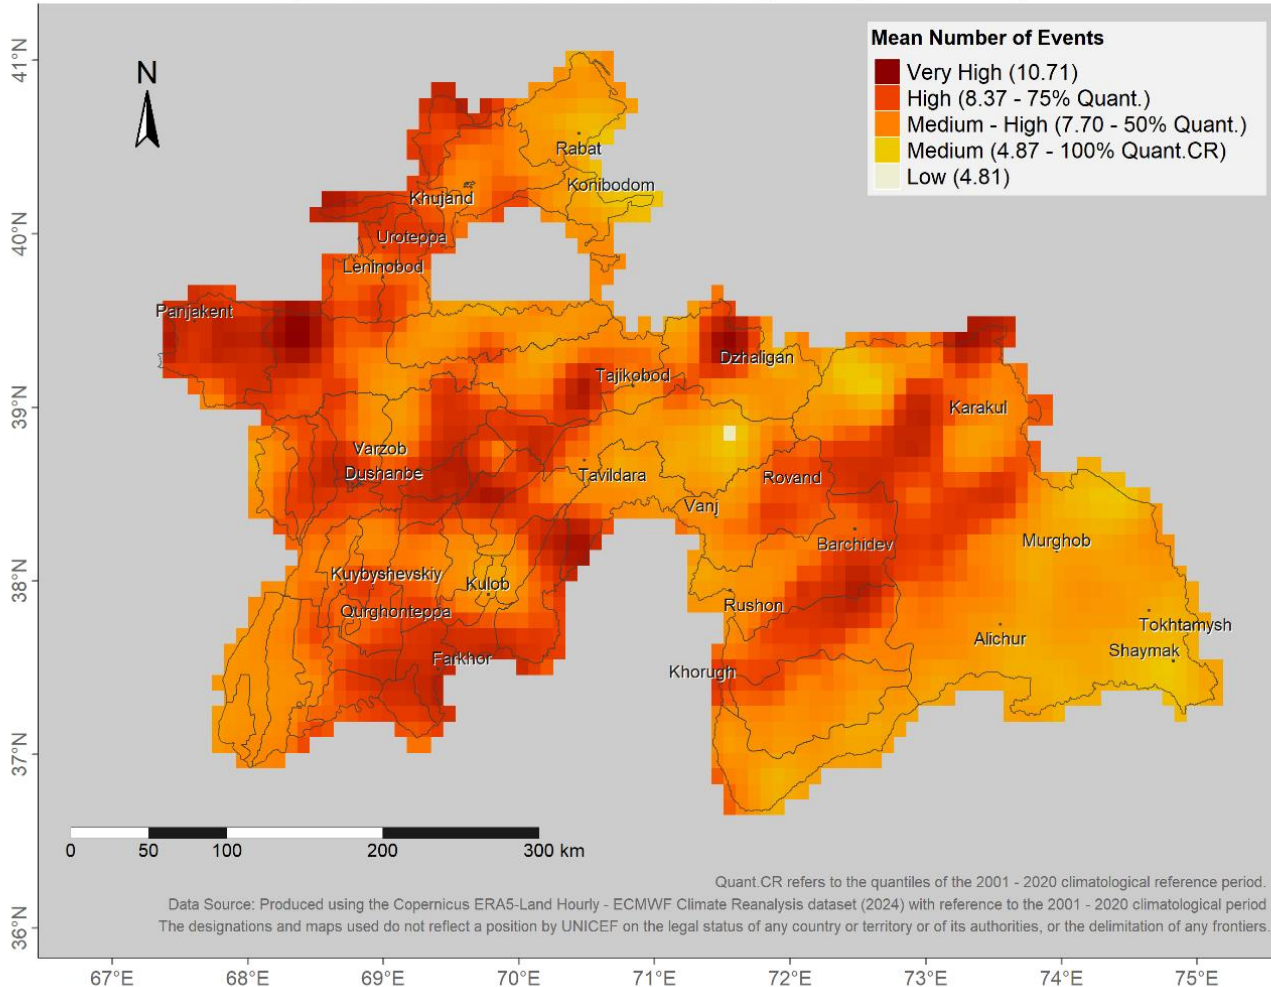 Mean Number of Events
Very High (10.71)
High (8.37 - 75% Quant.)
Medium - High (7.70 - 50% Quant.)
Medium (4.87 - 100% Quant.CR)
Low (4.81)
N
41°N
40°N
39°N
38°N
37°N
36°N
Rabat
Konibodom
Khujand
Uroteppa
Leninobod
Panjakent
Dzhaligan
Tajikobod
Karakul
Varzob
Dushanbe
Tavildara
Rovand
Vanj
Barchidev
Murghob
Kuybyshevskiy
Kulob
Rushon
Qurghonteppa
Tokhtamysh
Alichur
Shaymak
Farkhor
Khorugh
0 50 100 200 300 km
Quant.CR refers to the quantiles of the 2001 - 2020 climatological reference period.
Data Source: Produced using the Copernicus ERA5-Land Hourly - ECMWF Climate Reanalysis dataset (2024) with reference to the 2001 - 2020 climatological period
The designations and maps used do not reflect a position by UNICEF on the legal status of any country or territory or of its authorities, or the delimitation of any frontiers.
67°E 68°E 69°E 70°E 71°E 72°E 73°E 74°E 75°E